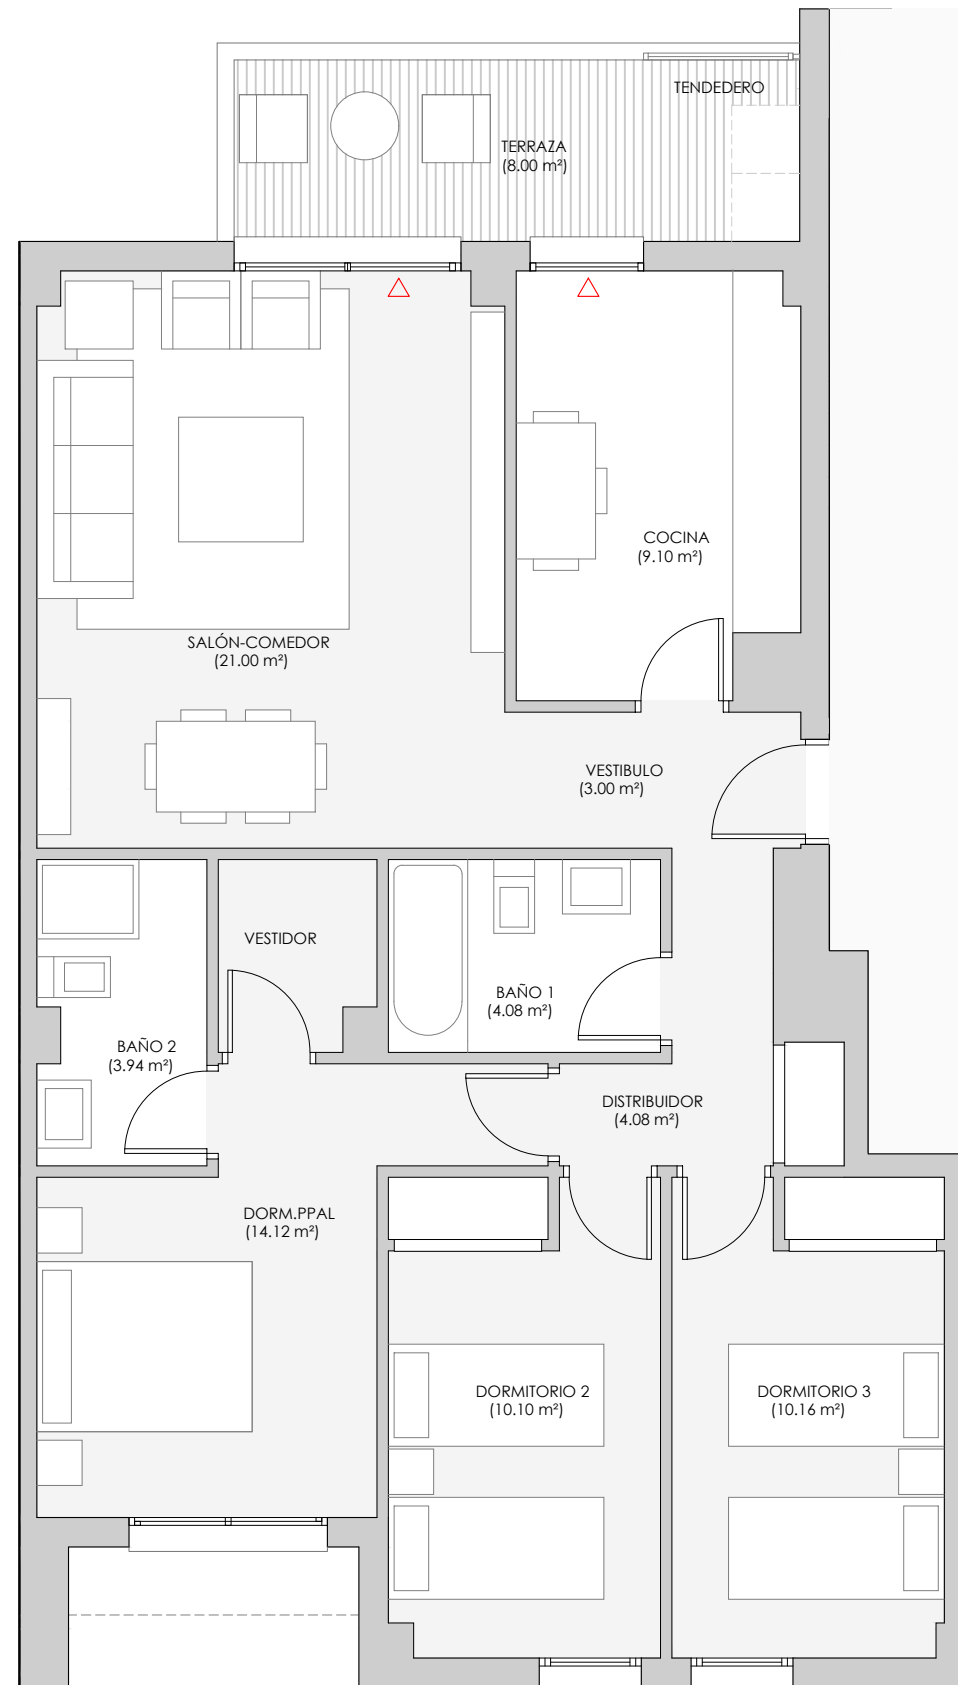 TENDEDERO
TERRAZA
(8.00 m²)
COCINA
(9.10 m²)
SALÓN-COMEDOR
(21.00 m²)
VESTIBULO
(3.00 m²)
VESTIDOR
BAÑO 1
(4.08 m²)
BAÑO 2
(3.94 m²)
DISTRIBUIDOR
(4.08 m²)
DORM.PPAL
(14.12 m²)
DORMITORIO 2
(10.10 m²)
DORMITORIO 3
(10.16 m²)